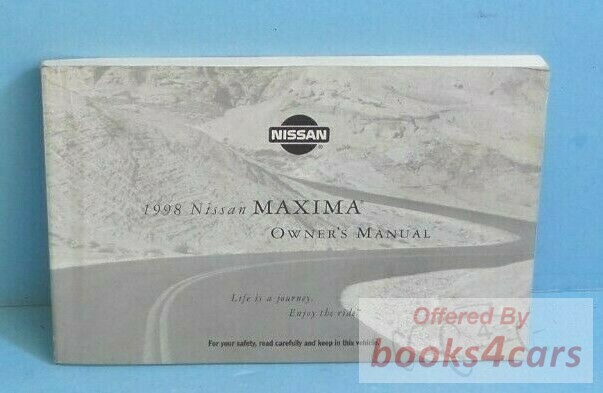 NISSAN
®
1998 Nissan MAXIMA
OWNER'S MANUAL
Life is a journey.
Enjoy the ride.
For your safety, read carefully and keep in this vehicle.
Offered By
books4cars